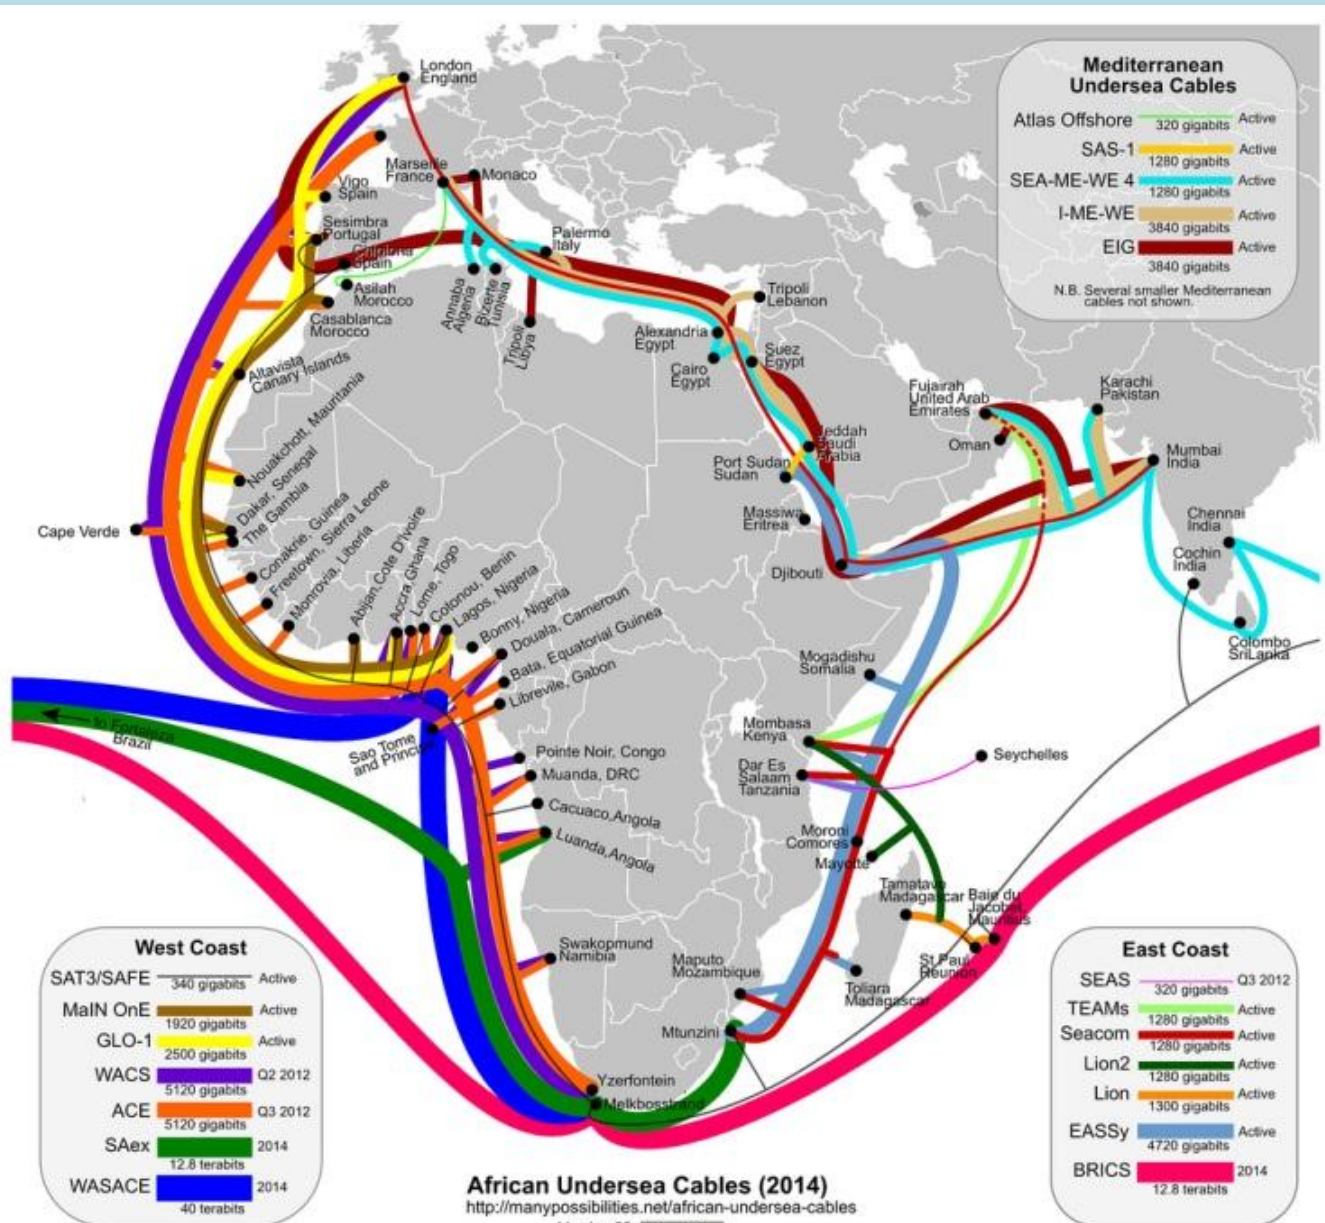 London
England
Marseille
France
Monaco
Vigo
Spain
Sesimbra
Portugal
Chipiona
Spain
Palermo
Italy
Asilah
Morocco
Casablanca
Morocco
Annaba
Algeria
Bizerte
Tunisia
Tripoli
Libya
Tripoli
Lebanon
Alexandria
Egypt
Cairo
Egypt
Suez
Egypt
Altavista
Canary Islands
Fujairah
United Arab
Emirates
Oman
Karachi
Pakistan
Mumbai
India
Jeddah
Saudi
Arabia
Port Sudan
Sudan
Massiwa
Eritrea
Djibouti
Chennai
India
Cochin
India
Colombo
SriLanka
Cape Verde
Nouakchott, Mauritania
Dakar, Senegal
The Gambia
Conakrie, Guinea
Freetown, Sierra Leone
Monrovia, Liberia
Abijan,Cote D'Ivoire
Accra,Ghana
Lome, Togo
Cotonou, Benin
Lagos, Nigeria
Bonny, Nigeria
Douala, Cameroun
Bata, Equatorial Guinea
Libreville, Gabon
Sao Tome
and
to Fortaleza
Brazil
Pointe Noir, Congo
Muanda, DRC
Cacuaco,Angola
Luanda,Angola
Swakopmund
Namibia
Yzerfontein
Melkbosstrand
Mogadishu
Somalia
Mombasa
Kenya
Dar Es
Salaam
Tanzania
Seychelles
Moroni
Comores
Mayotte
Tamatave
Madagascar
Baie du
Jacobet
Mauritius
St Paul
Reunion
Toliara
Madagascar
Maputo
Mozambique
Mtunzini
Mediterranean
Undersea Cables
Atlas Offshore 320 gigabits Active
SAS-1 1280 gigabits Active
SEA-ME-WE 4 1280 gigabits Active
I-ME-WE 3840 gigabits Active
EIG 3840 gigabits Active
N.B. Several smaller Mediterranean
cables not shown.
West Coast
SAT3/SAFE 340 gigabits Active
MaIN OnE 1920 gigabits Active
GLO-1 2500 gigabits Active
WACS 5120 gigabits Q2 2012
ACE 5120 gigabits Q3 2012
SAex 12.8 terabits 2014
WASACE 40 terabits 2014
East Coast
SEAS 320 gigabits Q3 2012
TEAMs 1280 gigabits Active
Seacom 1280 gigabits Active
Lion2 1280 gigabits Active
Lion 1300 gigabits Active
EASSy 4720 gigabits Active
BRICS 12.8 terabits 2014
African Undersea Cables (2014)
http://manypossibilities.net/african-undersea-cables